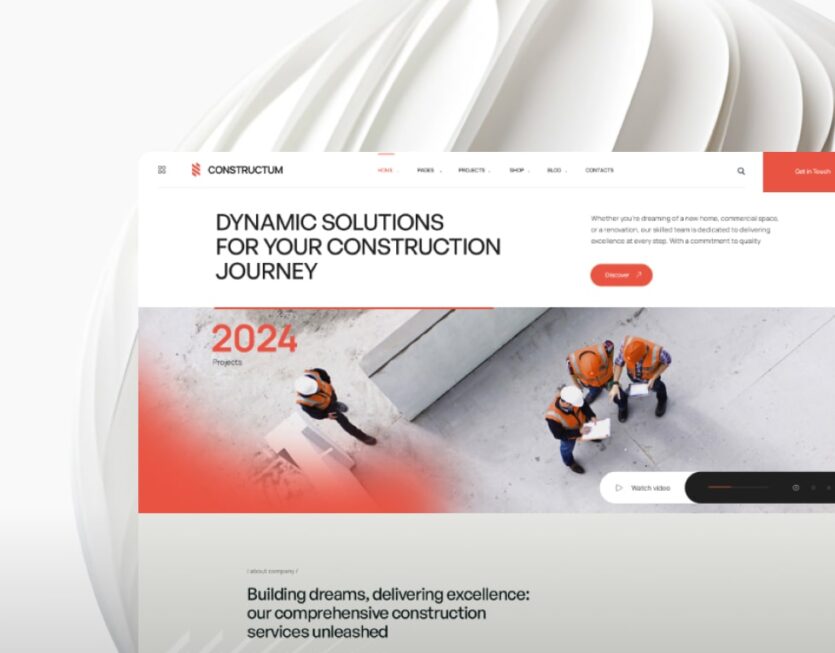 CONSTRUCTUM
HOME
PAGES
PROJECTS
SHOP
BLOG
CONTACTS
Get in Touch
DYNAMIC SOLUTIONS
FOR YOUR CONSTRUCTION
JOURNEY
Whether you're dreaming of a new home, commercial space,
or a renovation, our skilled team is dedicated to delivering
excellence at every step. With a commitment to quality
Discover
2024
Projects
Watch video
/ about company /
Building dreams, delivering excellence:
our comprehensive construction
services unleashed